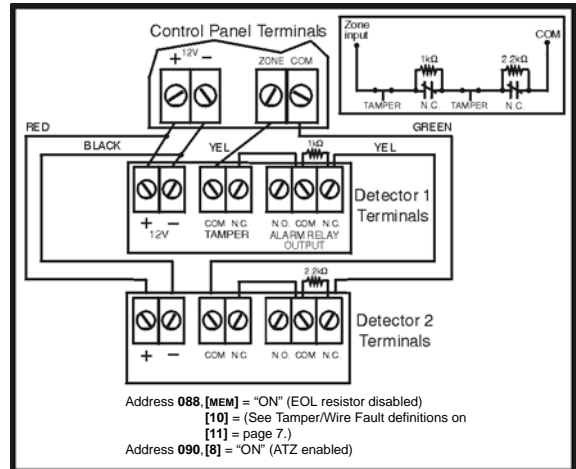 Control Panel Terminals
+ 12V -
ZONE COM
Zone input
COM
1kΩ
2.2kΩ
TAMPER N.C. TAMPER N.C.
RED
GREEN
BLACK
YEL
1kΩ
YEL
Detector 1 Terminals
+ -
12V
COM N.C.
TAMPER
N.O. COM N.C.
ALARM RELAY OUTPUT
2.2kΩ
Detector 2 Terminals
+ -
COM N.C.
N.O. COM N.C.
Address 088, [MEM] = “ON” (EOL resistor disabled)
[10] = (See Tamper/Wire Fault definitions on
[11] = page 7.)
Address 090, [8] = “ON” (ATZ enabled)